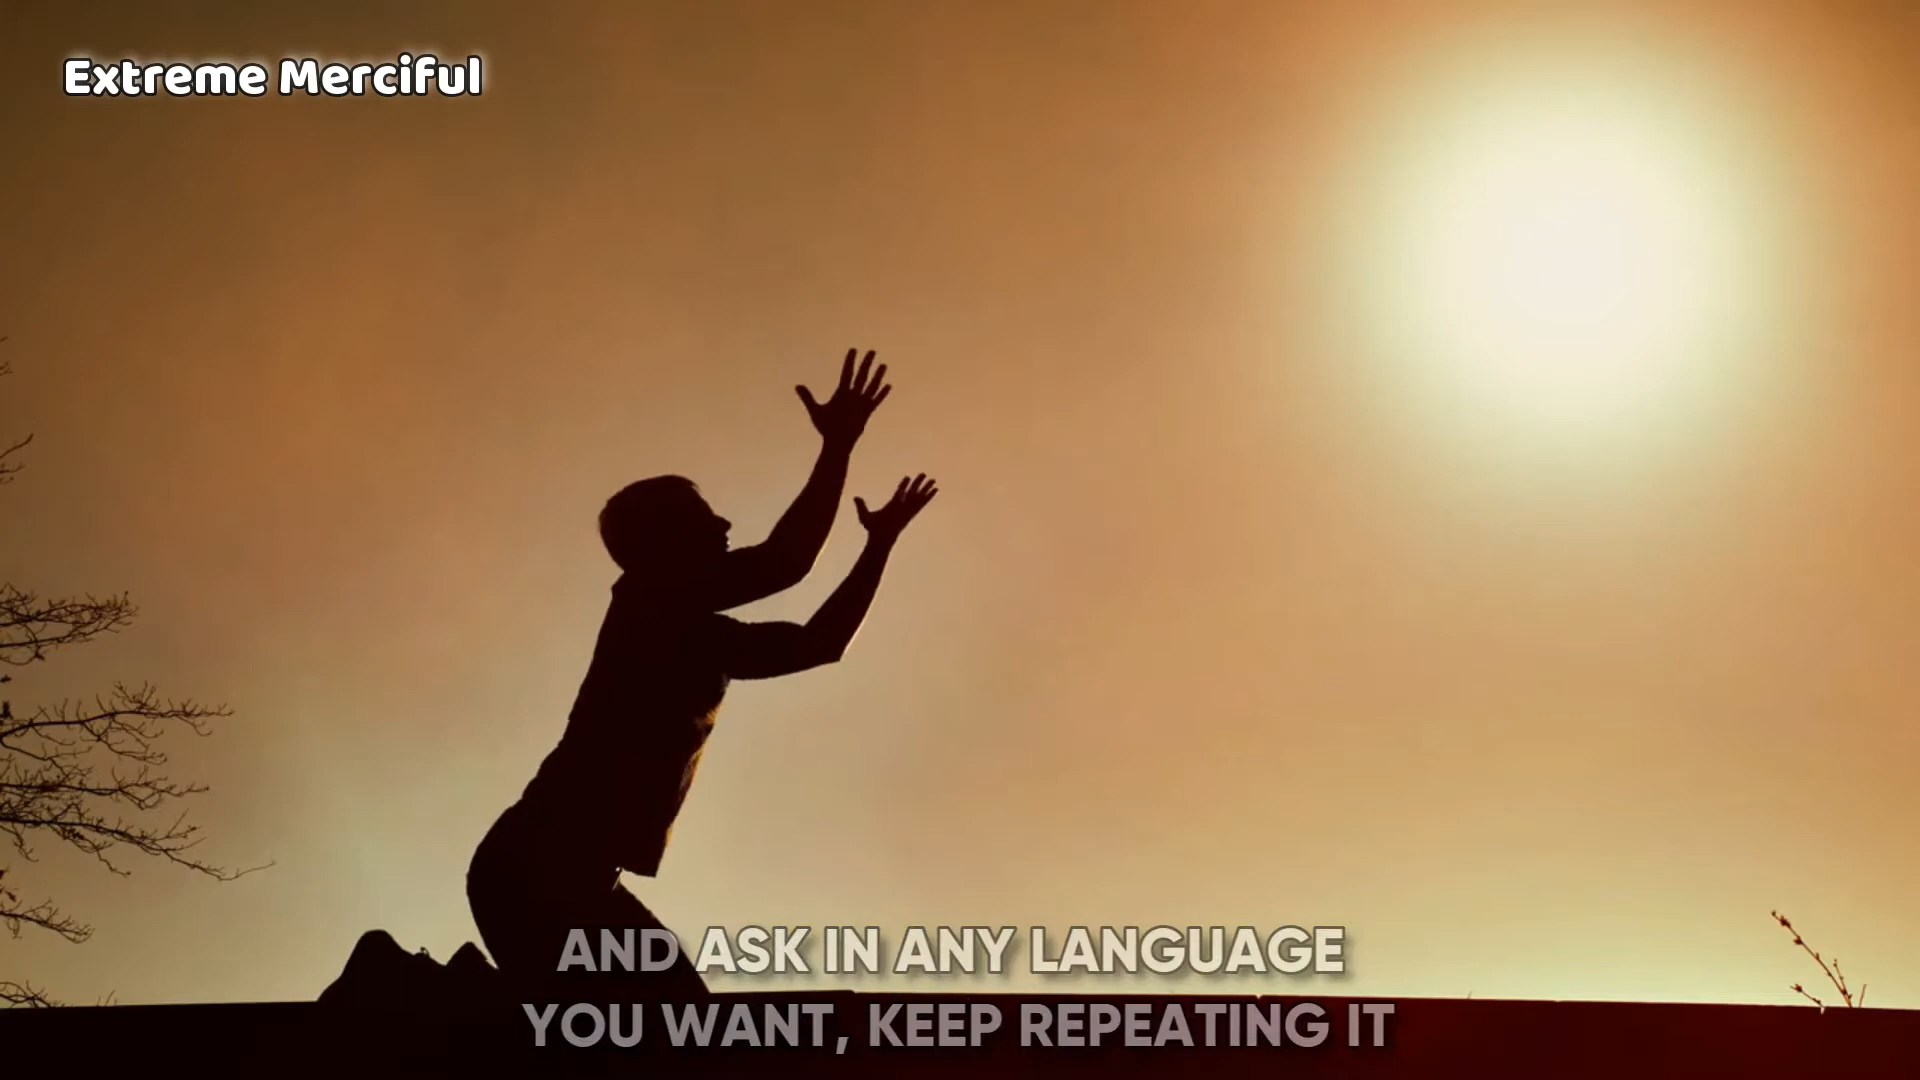 Extreme Merciful
AND ASK IN ANY LANGUAGE
YOU WANT, KEEP REPEATING IT